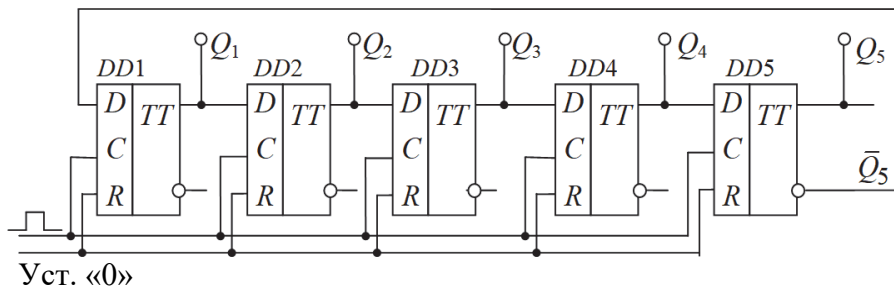 Q1 Q2 Q3 Q4 Q5
DD1 DD2 DD3 DD4 DD5
D TT D TT D TT D TT D TT
C C C C C
Q̅5
R R R R R
Уст. «0»